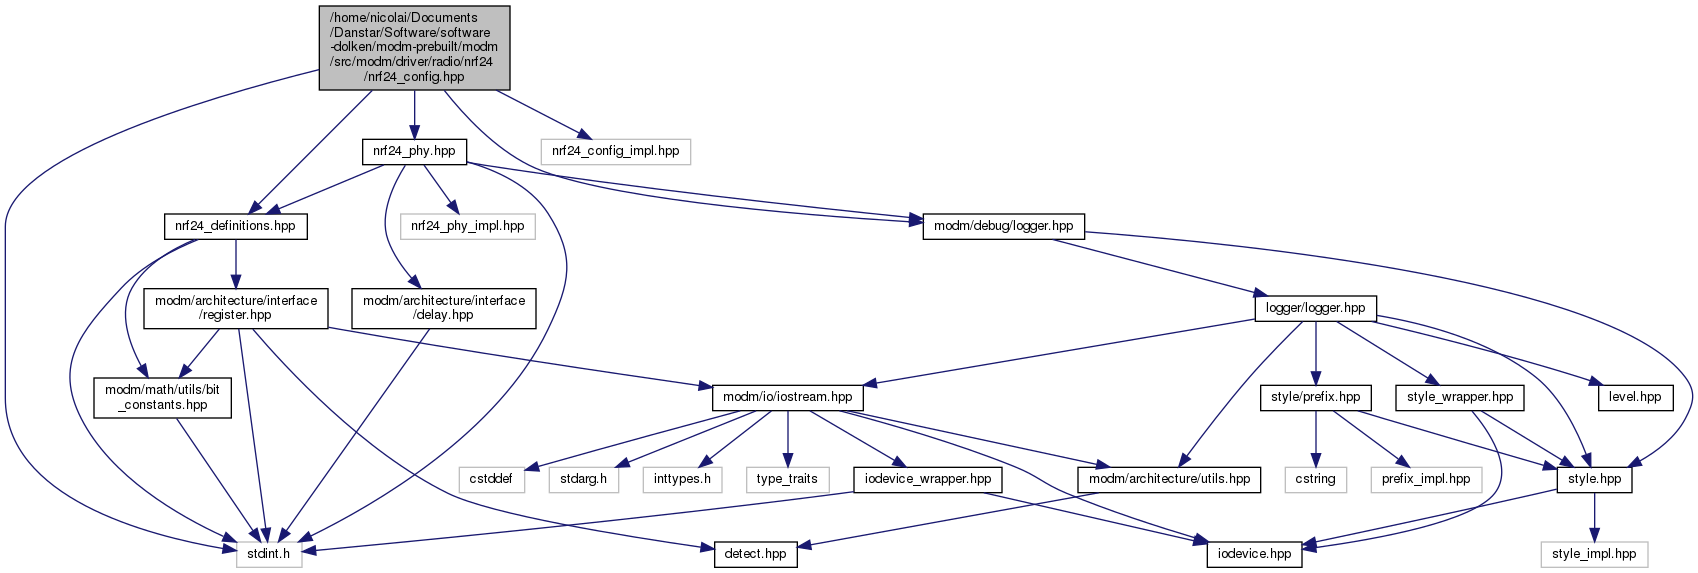 /home/nicolai/Documents
/Danstar/Software/software
-dolken/modm-prebuilt/modm
/src/modm/driver/radio/nrf24
/nrf24_config.hpp
nrf24_phy.hpp
nrf24_config_impl.hpp
nrf24_definitions.hpp
nrf24_phy_impl.hpp
modm/debug/logger.hpp
modm/architecture/interface
/register.hpp
modm/architecture/interface
/delay.hpp
logger/logger.hpp
modm/math/utils/bit
_constants.hpp
modm/io/iostream.hpp
style/prefix.hpp
style_wrapper.hpp
level.hpp
cstddef
stdarg.h
inttypes.h
type_traits
iodevice_wrapper.hpp
modm/architecture/utils.hpp
cstring
prefix_impl.hpp
style.hpp
stdint.h
detect.hpp
iodevice.hpp
style_impl.hpp